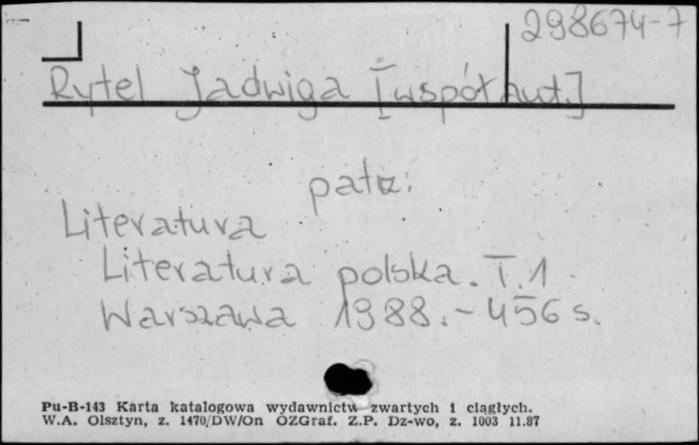 298674-7
Rytel Jadwiga [współaut.]
patrz:
Literatura
Literatura polska. T. 1
Warszawa 1988. - 456 s.
Pu-B-143 Karta katalogowa wydawnictw zwartych i ciągłych.
W.A. Olsztyn, z. 1470/DW/On OZGraf. Z.P. Dz-wo, z. 1003 11.87